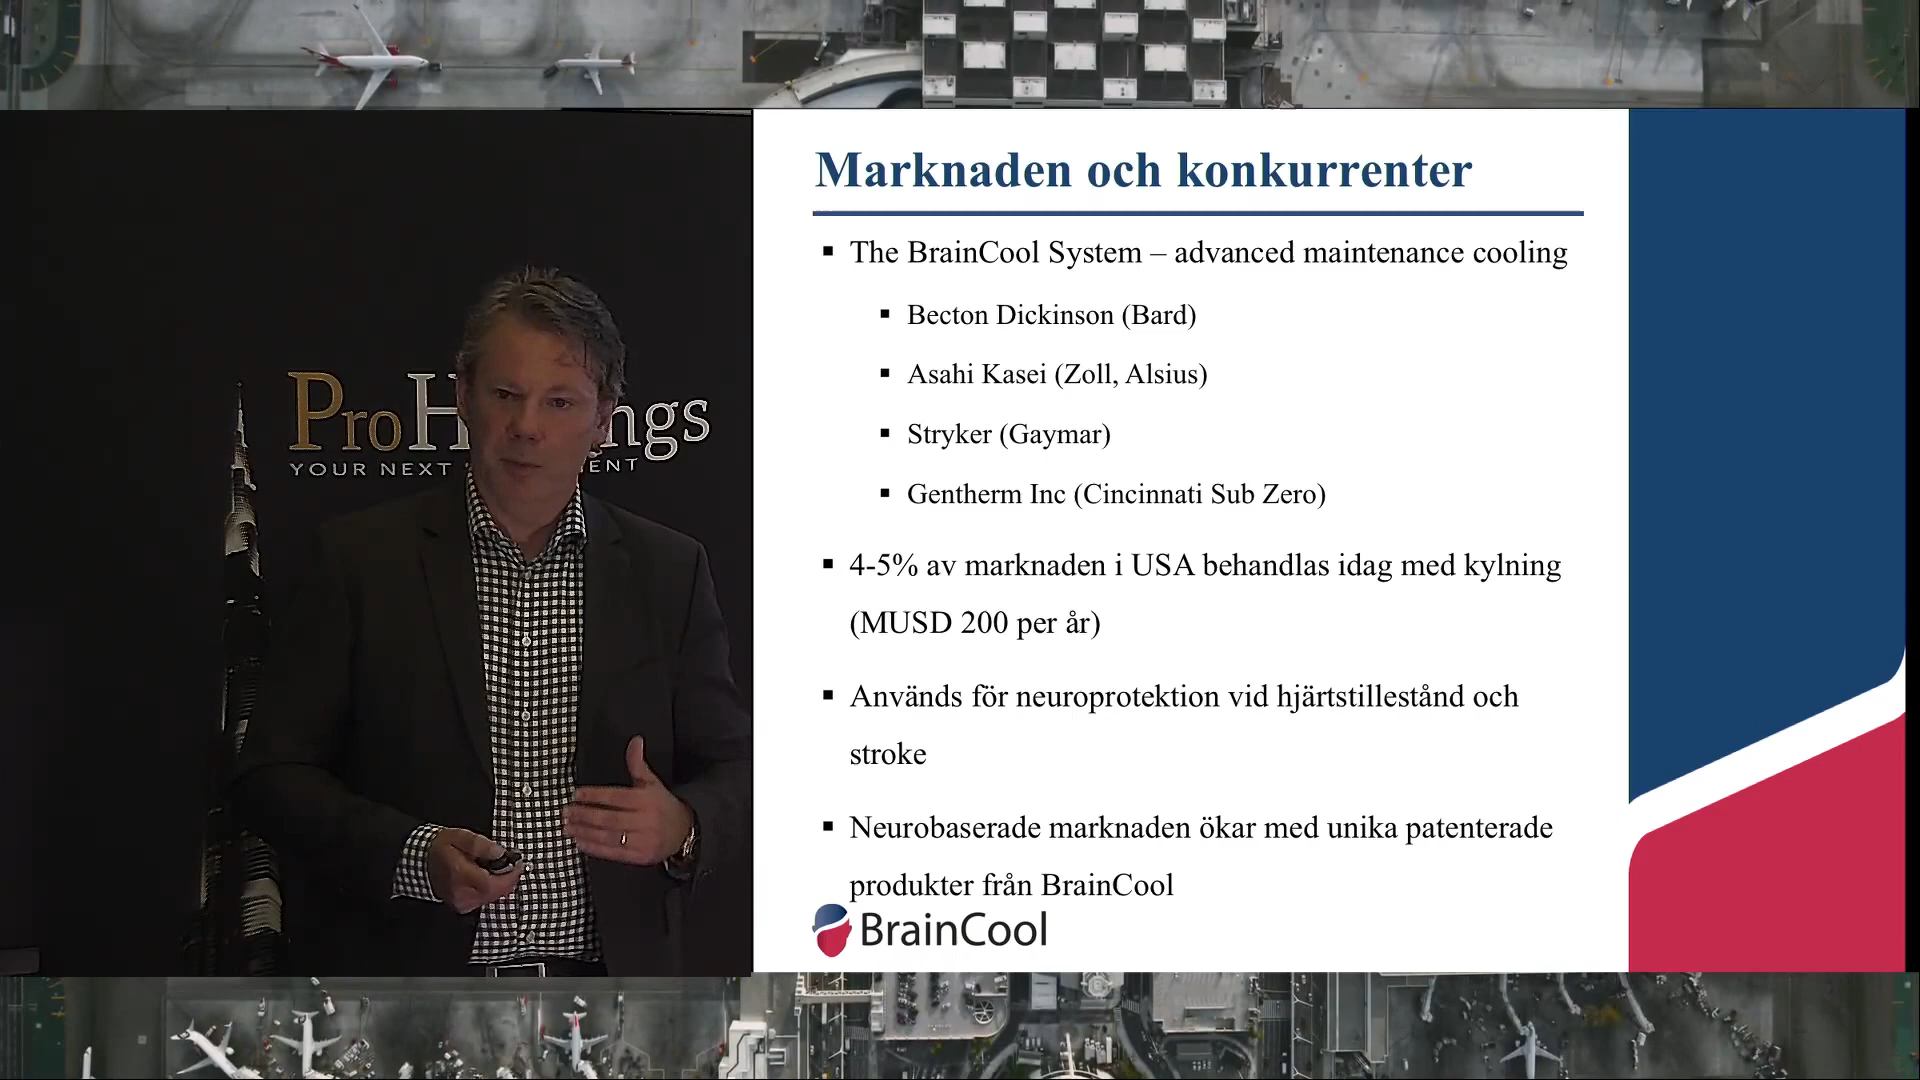 ProH ngs
YOUR NEXT ENT
Marknaden och konkurrenter
▪ The BrainCool System – advanced maintenance cooling
▪ Becton Dickinson (Bard)
▪ Asahi Kasei (Zoll, Alsius)
▪ Stryker (Gaymar)
▪ Gentherm Inc (Cincinnati Sub Zero)
▪ 4-5% av marknaden i USA behandlas idag med kylning
(MUSD 200 per år)
▪ Används för neuroprotektion vid hjärtstillestånd och
stroke
▪ Neurobaserade marknaden ökar med unika patenterade
produkter från BrainCool
BrainCool